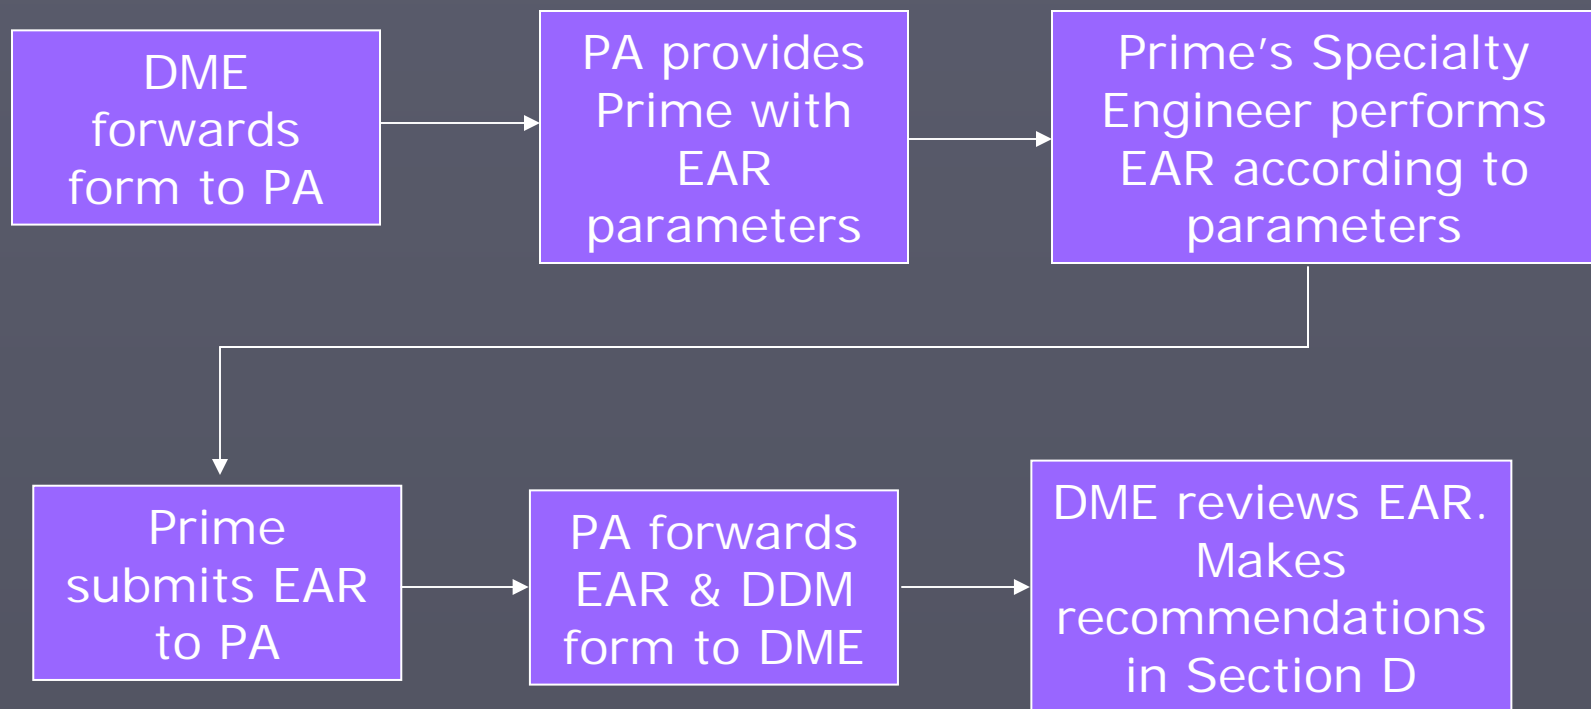 DME
forwards
form to PA
PA provides
Prime with
EAR
parameters
Prime’s Specialty
Engineer performs
EAR according to
parameters
Prime
submits EAR
to PA
PA forwards
EAR & DDM
form to DME
DME reviews EAR.
Makes
recommendations
in Section D